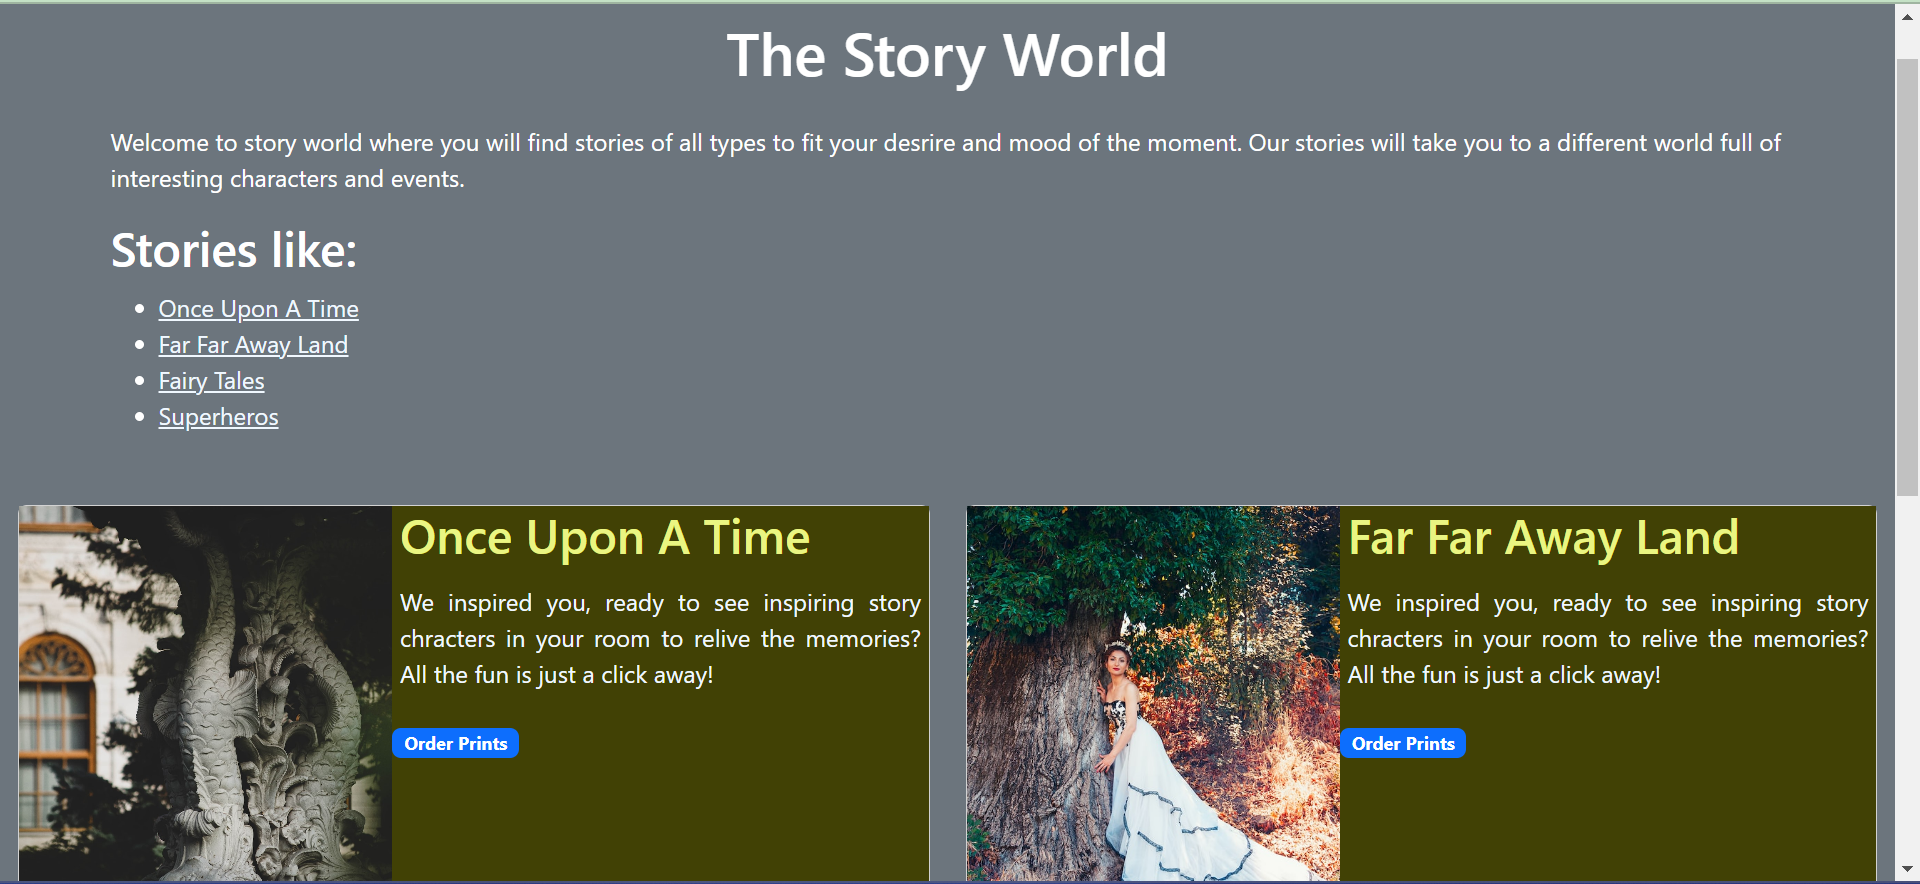 The Story World
Welcome to story world where you will find stories of all types to fit your desrire and mood of the moment. Our stories will take you to a different world full of
interesting characters and events.
Stories like:
Once Upon A Time
Far Far Away Land
Fairy Tales
Superheros
Once Upon A Time
We inspired you, ready to see inspiring story
chracters in your room to relive the memories?
All the fun is just a click away!
Order Prints
Far Far Away Land
We inspired you, ready to see inspiring story
chracters in your room to relive the memories?
All the fun is just a click away!
Order Prints